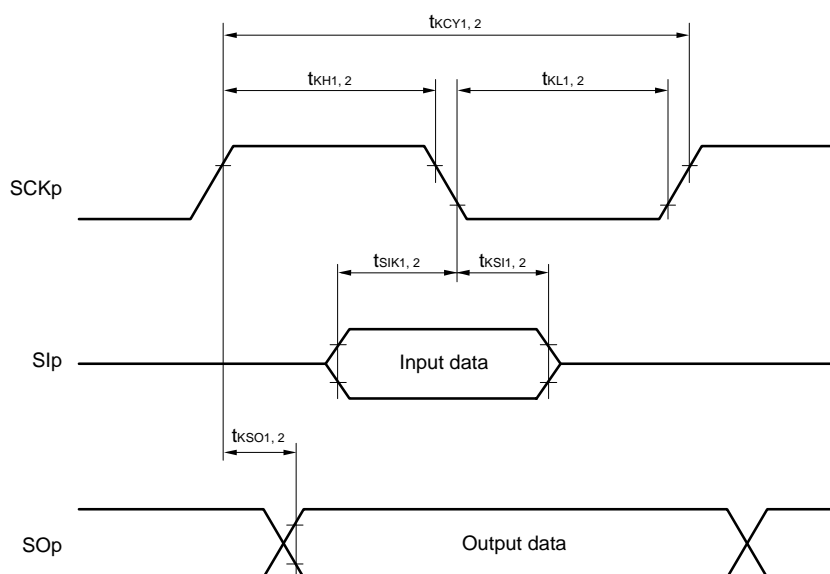 tKCY1, 2
tKH1, 2
tKL1, 2
SCKp
tSIK1, 2
tKSI1, 2
SIp
Input data
tKSO1, 2
SOp
Output data